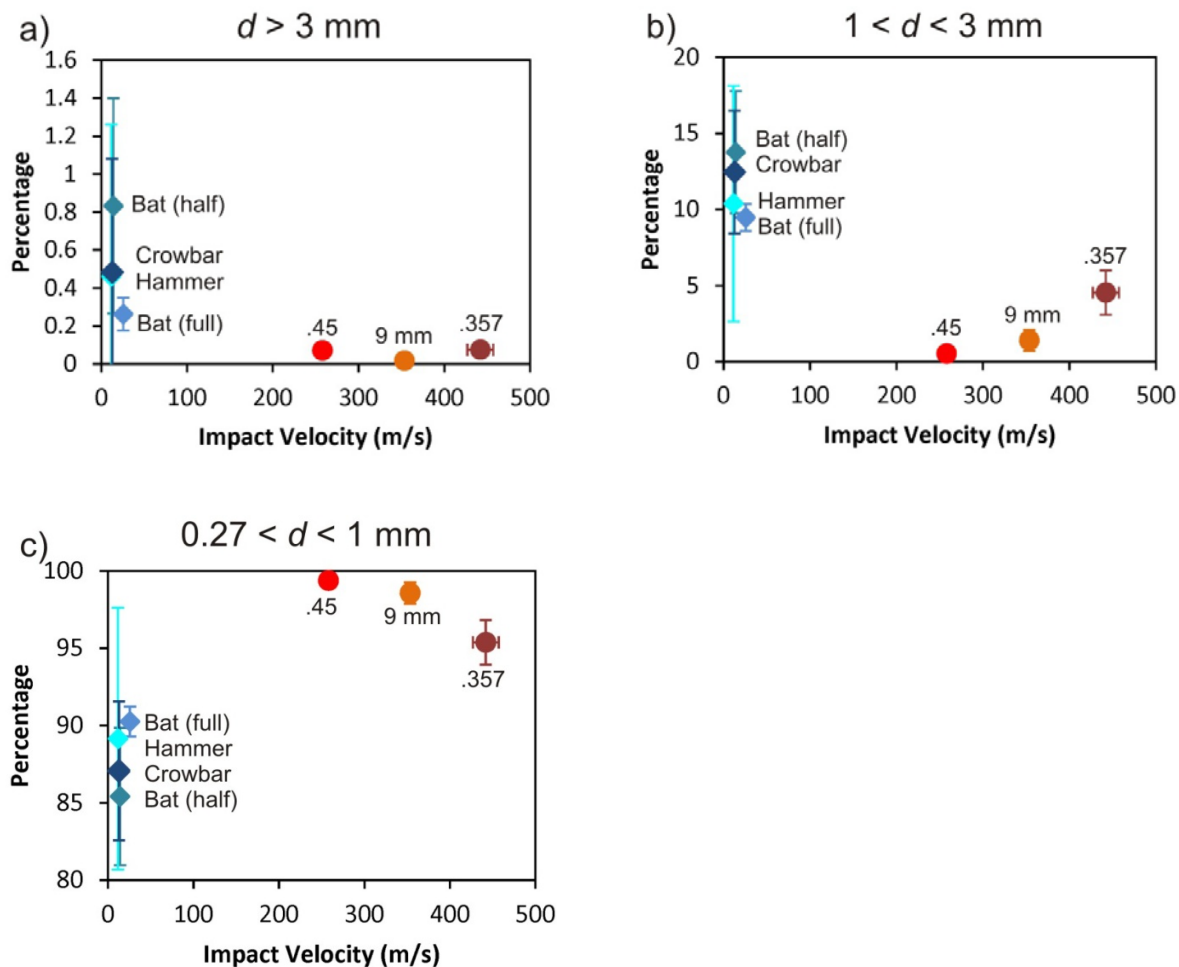 a)
d > 3 mm
1.6
1.4
1.2
1
0.8
0.6
0.4
0.2
0
Percentage
Bat (half)
Crowbar
Hammer
Bat (full)
.45
9 mm
.357
0 100 200 300 400 500
Impact Velocity (m/s)
b)
1 < d < 3 mm
20
15
10
5
0
Percentage
Bat (half)
Crowbar
Hammer
Bat (full)
.45
9 mm
.357
0 100 200 300 400 500
Impact Velocity (m/s)
c)
0.27 < d < 1 mm
100
95
90
85
80
Percentage
.45
9 mm
.357
Bat (full)
Hammer
Crowbar
Bat (half)
0 100 200 300 400 500
Impact Velocity (m/s)